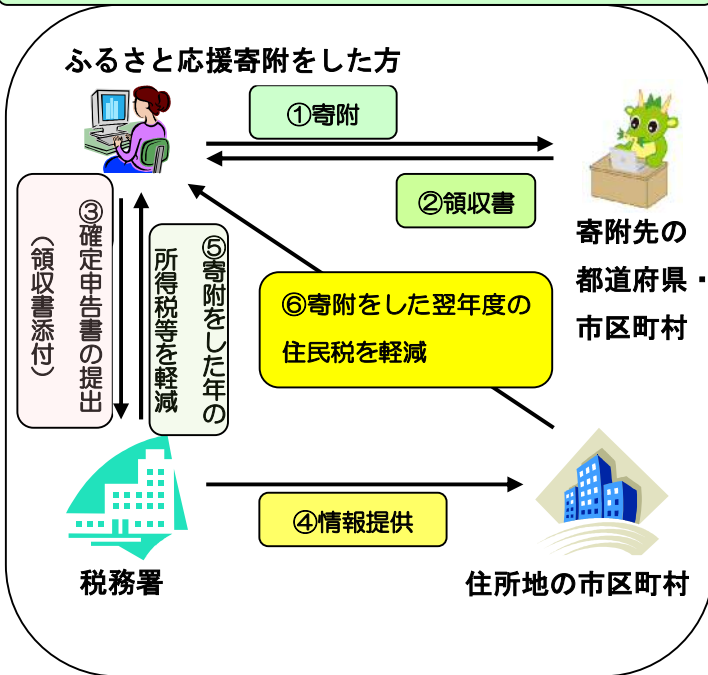 ふるさと応援寄附をした方
①寄附
②領収書
寄附先の
都道府県・
市区町村
③確定申告書の提出
（領収書添付）
⑤寄附をした年の
所得税等を軽減
⑥寄附をした翌年度の
住民税を軽減
税務署
④情報提供
住所地の市区町村